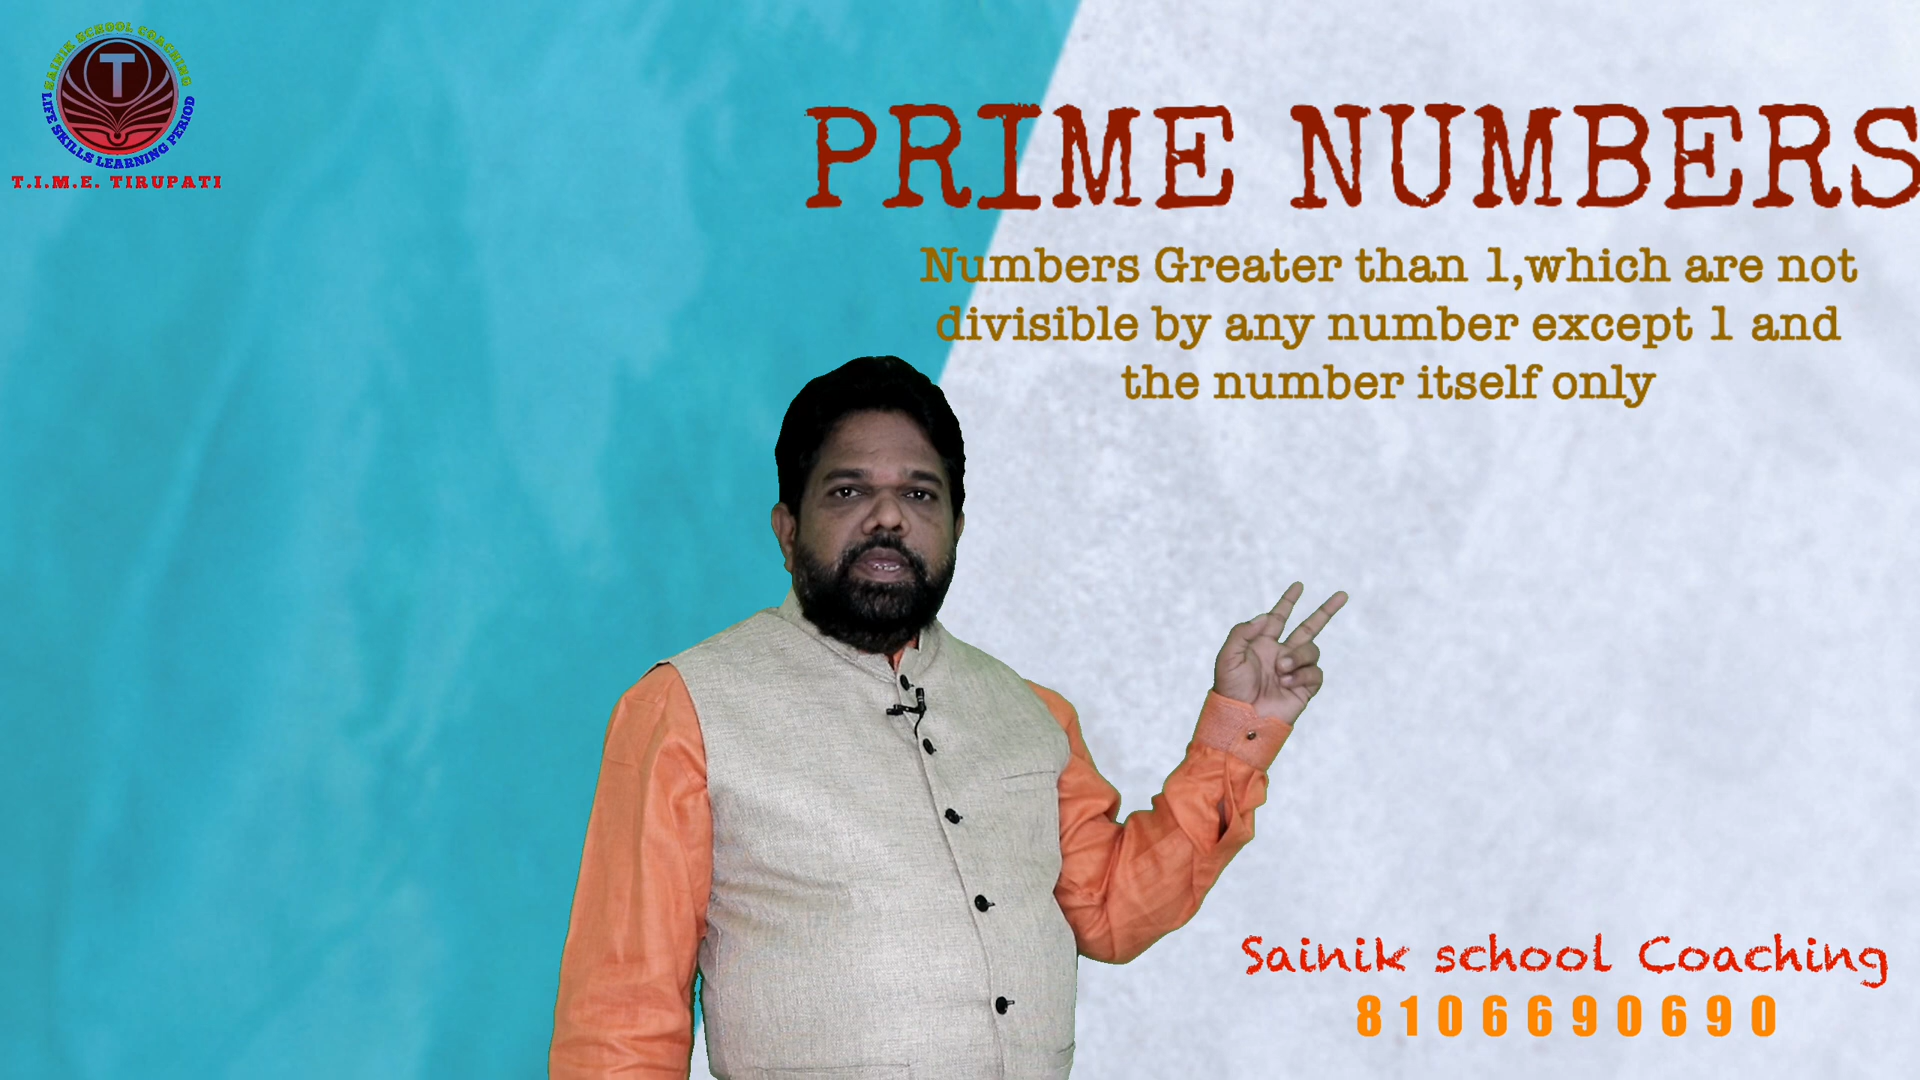 SAINIK SCHOOL COACHING
T
LIFE SKILLS LEARNING PERIOD
T.I.M.E. TIRUPATI
PRIME NUMBERS
Numbers Greater than 1,which are not
divisible by any number except 1 and
the number itself only
Sainik school Coaching
8106690690